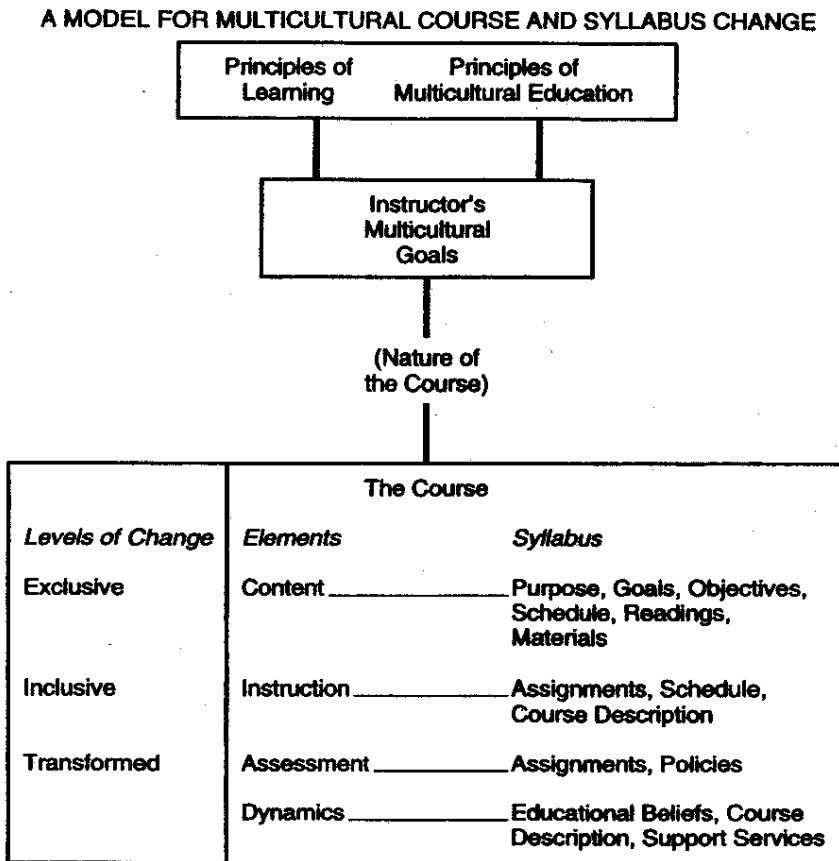 A MODEL FOR MULTICULTURAL COURSE AND SYLLABUS CHANGE
Principles of Learning
Principles of Multicultural Education
Instructor's
Multicultural
Goals
(Nature of
the Course)
The Course
Levels of Change Elements Syllabus
Exclusive Content Purpose, Goals, Objectives,
Schedule, Readings,
Materials
Inclusive Instruction Assignments, Schedule,
Course Description
Transformed Assessment Assignments, Policies
Dynamics Educational Beliefs, Course
Description, Support Services